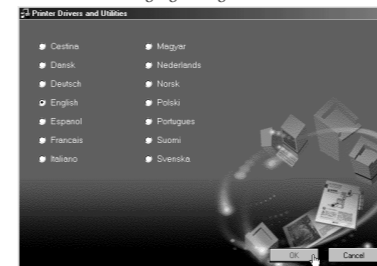 Printer Drivers and Utilities
Cestina
Dansk
Deutsch
English
Espanol
Francais
Italiano
Magyar
Nederlands
Norsk
Polski
Portugues
Suomi
Svenska
OK
Cancel